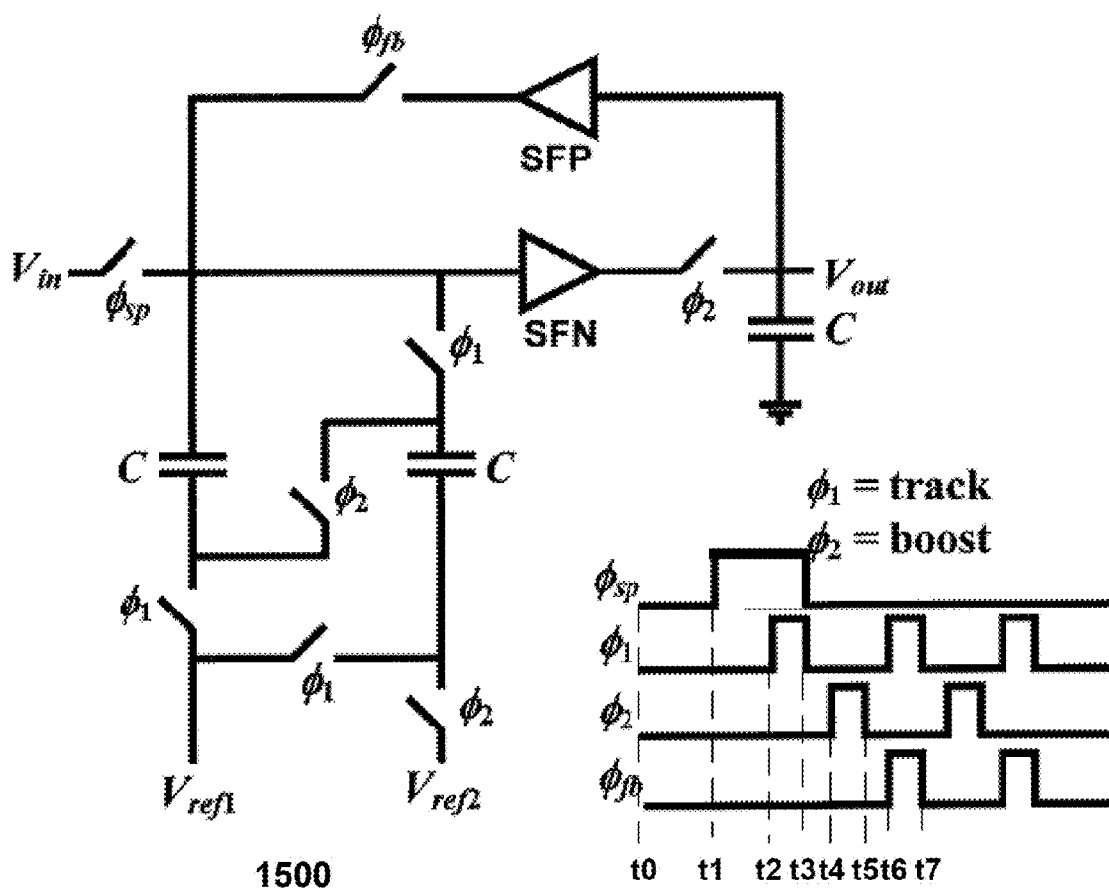 ϕfb
SFP
Vin
ϕsp
SFN
ϕ2
Vout
C
ϕ1
C
ϕ2
C
ϕ1 = track
ϕ2 = boost
ϕ1
ϕ1
ϕ2
Vref1
Vref2
ϕsp
ϕ1
ϕ2
ϕfb
t0 t1 t2 t3 t4 t5 t6 t7
1500